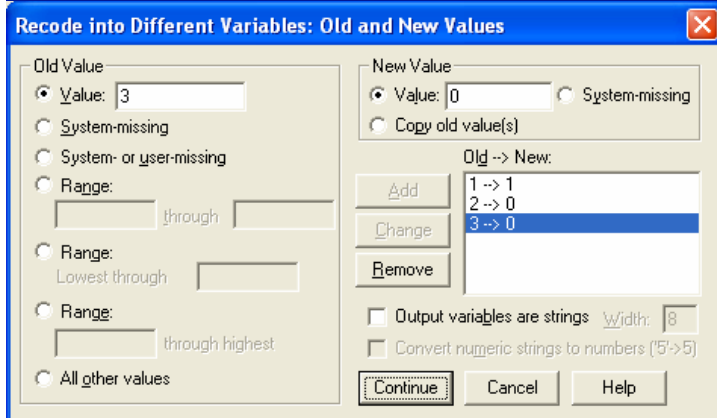 Recode into Different Variables: Old and New Values
Old Value
Value: 3
System-missing
System- or user-missing
Range:
through
Range:
Lowest through
Range:
through highest
All other values
New Value
Value: 0
System-missing
Copy old value(s)
Old --> New:
Add
Change
Remove
1 --> 1
2 --> 0
3 --> 0
Output variables are strings Width: 8
Convert numeric strings to numbers ('5'->5)
Continue Cancel Help